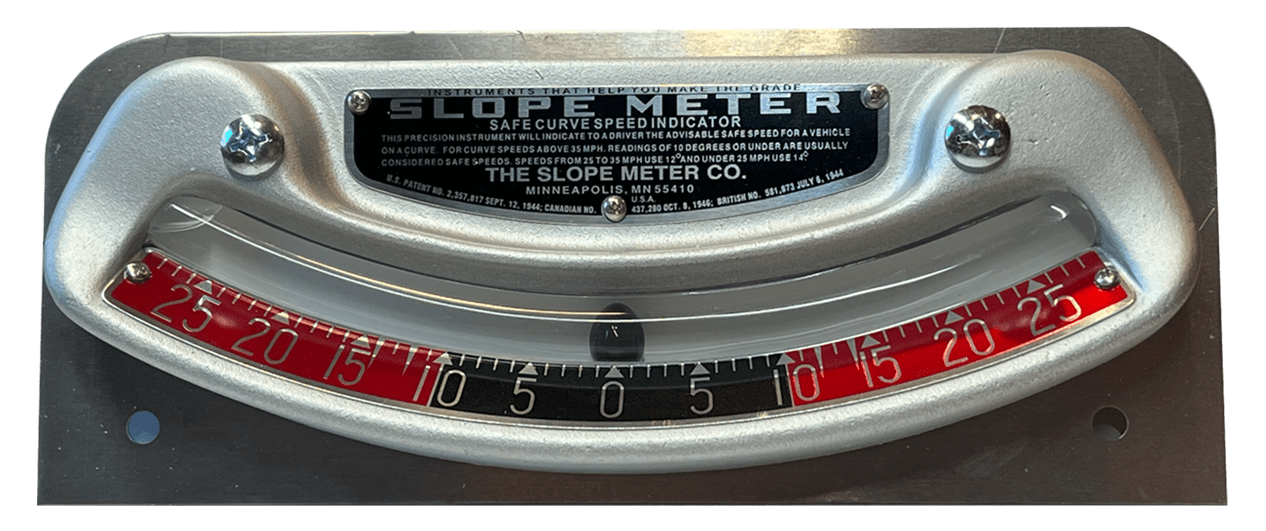 INSTRUMENTS THAT HELP YOU MAKE THE GRADE
SLOPE METER
SAFE CURVE SPEED INDICATOR
THIS PRECISION INSTRUMENT WILL INDICATE TO A DRIVER THE ADVISABLE SAFE SPEED FOR A VEHICLE
ON A CURVE. FOR CURVE SPEEDS ABOVE 35 MPH. READINGS OF 10 DEGREES OR UNDER ARE USUALLY
CONSIDERED SAFE SPEEDS. SPEEDS FROM 25 TO 35 MPH USE 12° AND UNDER 25 MPH USE 14°
THE SLOPE METER CO.
MINNEAPOLIS, MN 55410
U.S.A.
U.S. PATENT NO. 2,357,817 SEPT. 12, 1944; CANADIAN NO. 437,280 OCT. 8, 1946; BRITISH NO. 581,873 JULY 6, 1944
25 20 15 10 5 0 5 10 15 20 25